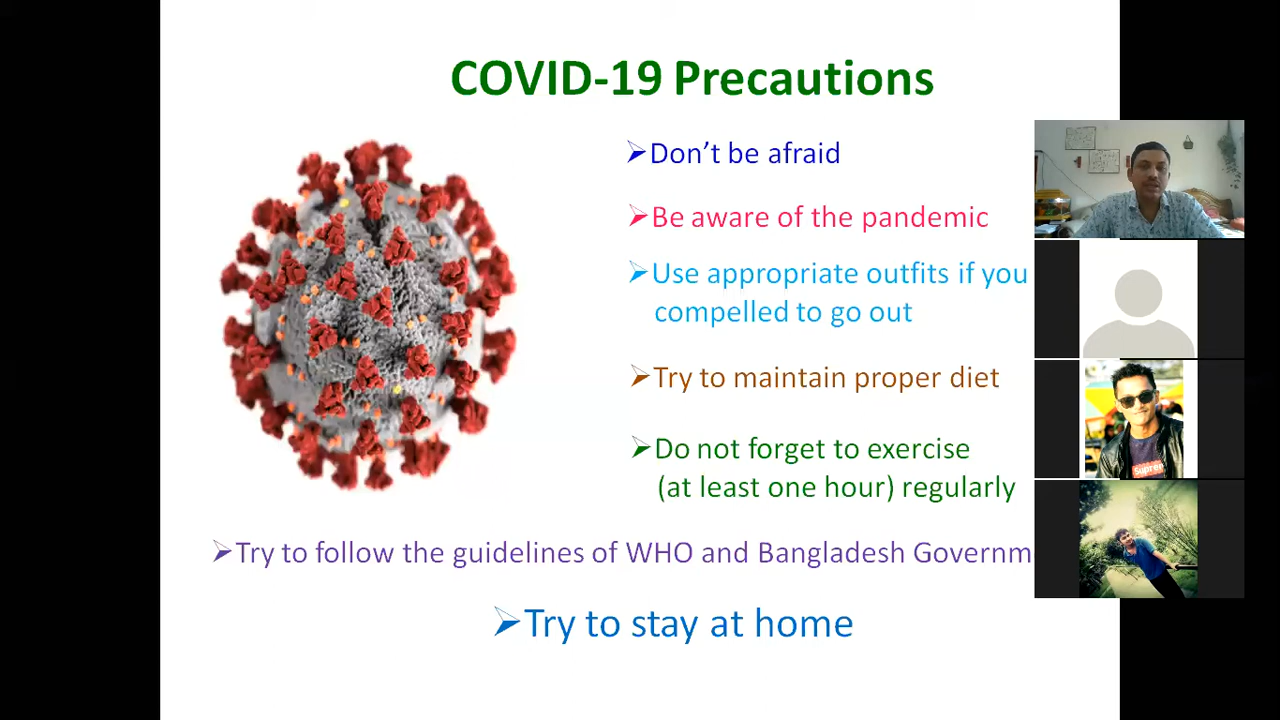 COVID-19 Precautions
➢Don't be afraid
➢Be aware of the pandemic
➢Use appropriate outfits if you
compelled to go out
➢Try to maintain proper diet
➢Do not forget to exercise
(at least one hour) regularly
➢Try to follow the guidelines of WHO and Bangladesh Governm
➢Try to stay at home
Suprem